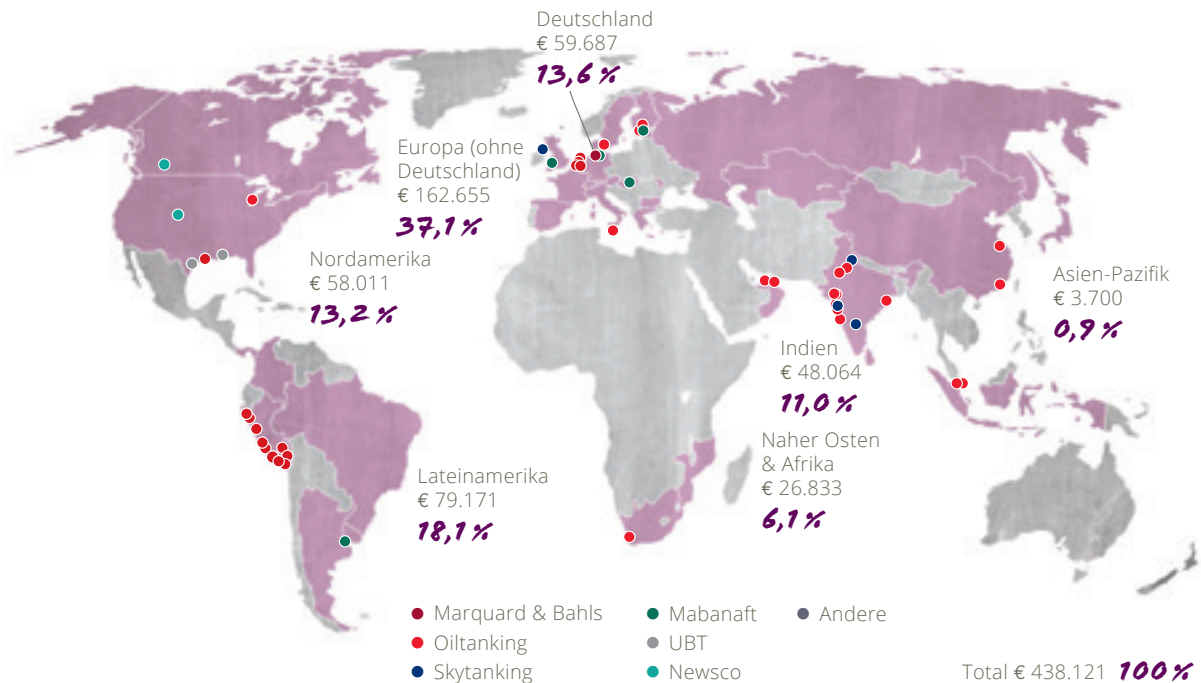 Deutschland
€ 59.687
13,6 %
Europa (ohne
Deutschland)
€ 162.655
37,1 %
Nordamerika
€ 58.011
13,2 %
Asien-Pazifik
€ 3.700
0,9 %
Indien
€ 48.064
11,0 %
Naher Osten
& Afrika
€ 26.833
6,1 %
Lateinamerika
€ 79.171
18,1 %
Marquard & Bahls
Oiltanking
Skytanking
Mabanaft
UBT
Newsco
Andere
Total € 438.121 100 %